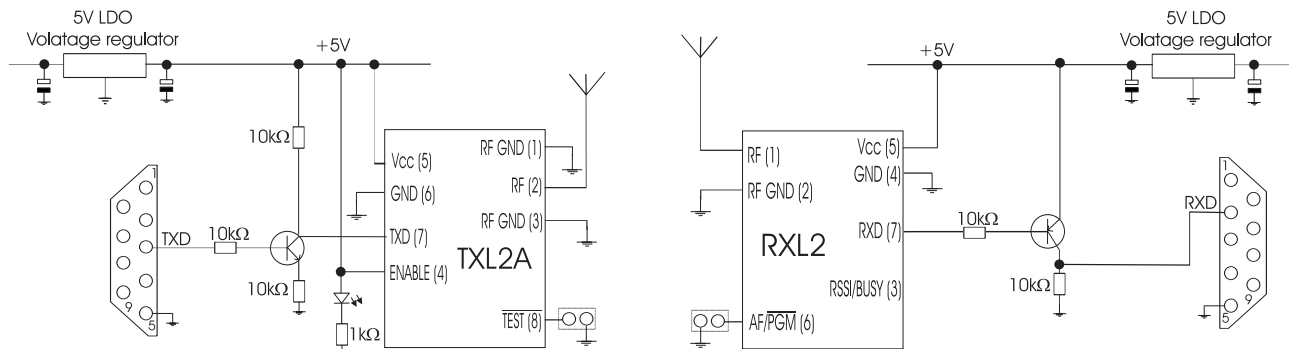 5V LDO
Volatage regulator
+5V
10kΩ
Vcc (5)
GND (6)
TXD (7)
ENABLE (4)
RF GND (1)
RF (2)
RF GND (3)
TXL2A
TEST (8)
1
TXD
10kΩ
10kΩ
9
5
1kΩ
5V LDO
Volatage regulator
+5V
RF (1)
RF GND (2)
Vcc (5)
GND (4)
RXD (7)
RXL2
RSSI/BUSY (3)
AF/PGM (6)
10kΩ
10kΩ
RXD
1
9
5